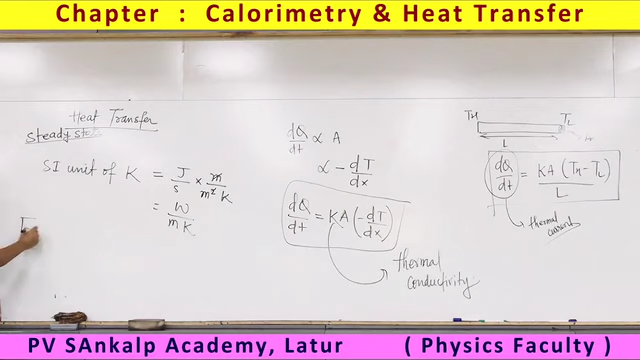 Chapter : Calorimetry & Heat Transfer
Heat Transfer
Steady state
SI unit of K = J/s × m/m² K
= W/mK
dQ/dt ∝ A
∝ - dT/dx
dQ/dt = KA (-dT/dx)
thermal
conductivity
TH TL
L
dQ/dt = KA (TH - TL)/L
thermal
current
PV SAnkalp Academy, Latur ( Physics Faculty )